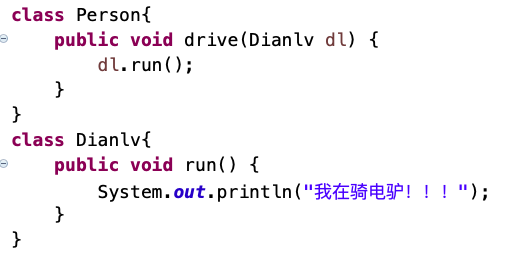 class Person{
    public void drive(Dianlv dl) {
        dl.run();
    }
}
class Dianlv{
    public void run() {
        System.out.println("我在骑电驴！！！");
    }
}